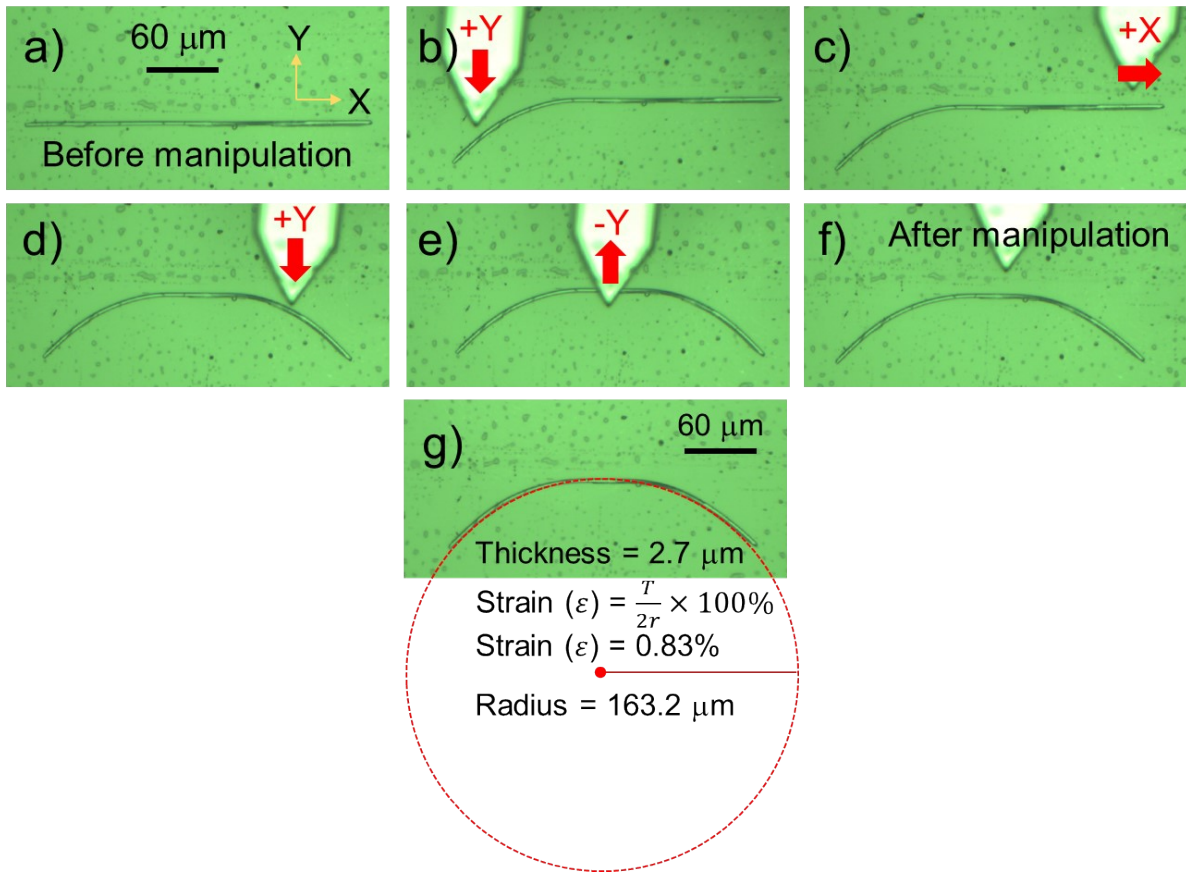 a)
60 μm
Y
X
Before manipulation
b)
+Y
c)
+X
d)
+Y
e)
-Y
f)
After manipulation
g)
60 μm
Thickness = 2.7 μm
Strain (ε) = T/2r × 100%
Strain (ε) = 0.83%
Radius = 163.2 μm